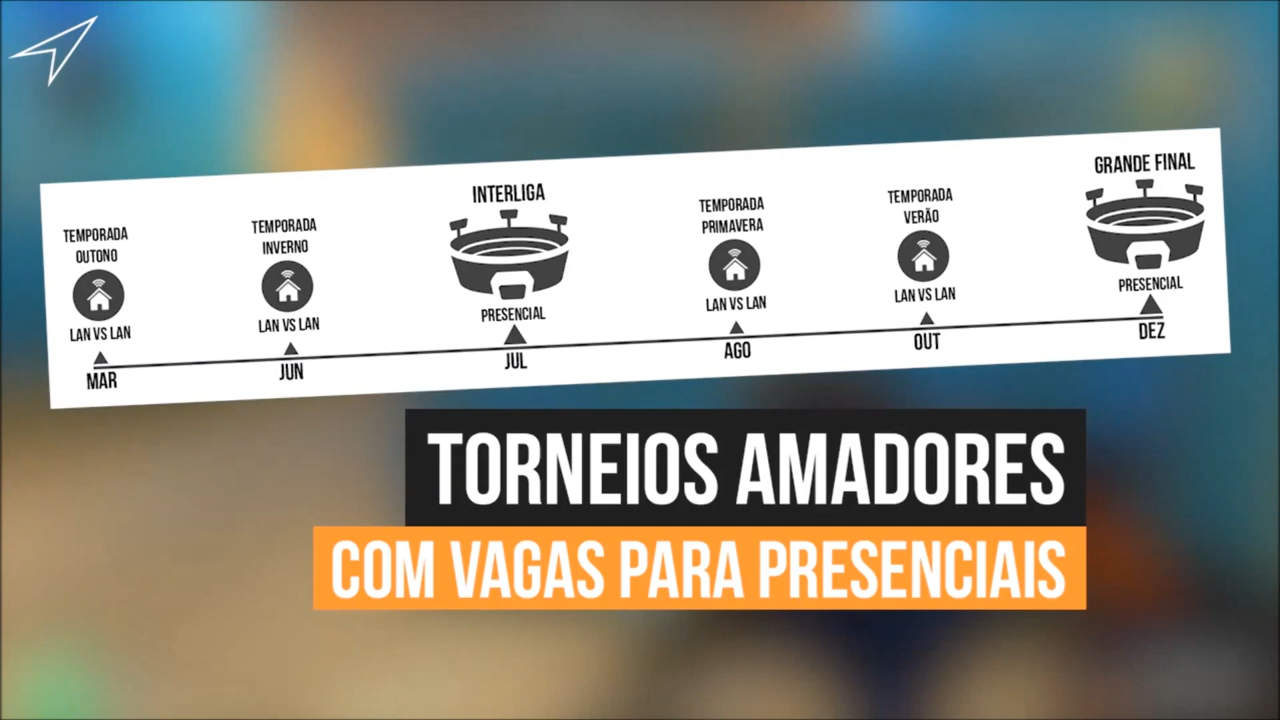 TEMPORADA
OUTONO
LAN VS LAN
MAR
TEMPORADA
INVERNO
LAN VS LAN
JUN
INTERLIGA
PRESENCIAL
JUL
TEMPORADA
PRIMAVERA
LAN VS LAN
AGO
TEMPORADA
VERÃO
LAN VS LAN
OUT
GRANDE FINAL
PRESENCIAL
DEZ
TORNEIOS AMADORES
COM VAGAS PARA PRESENCIAIS